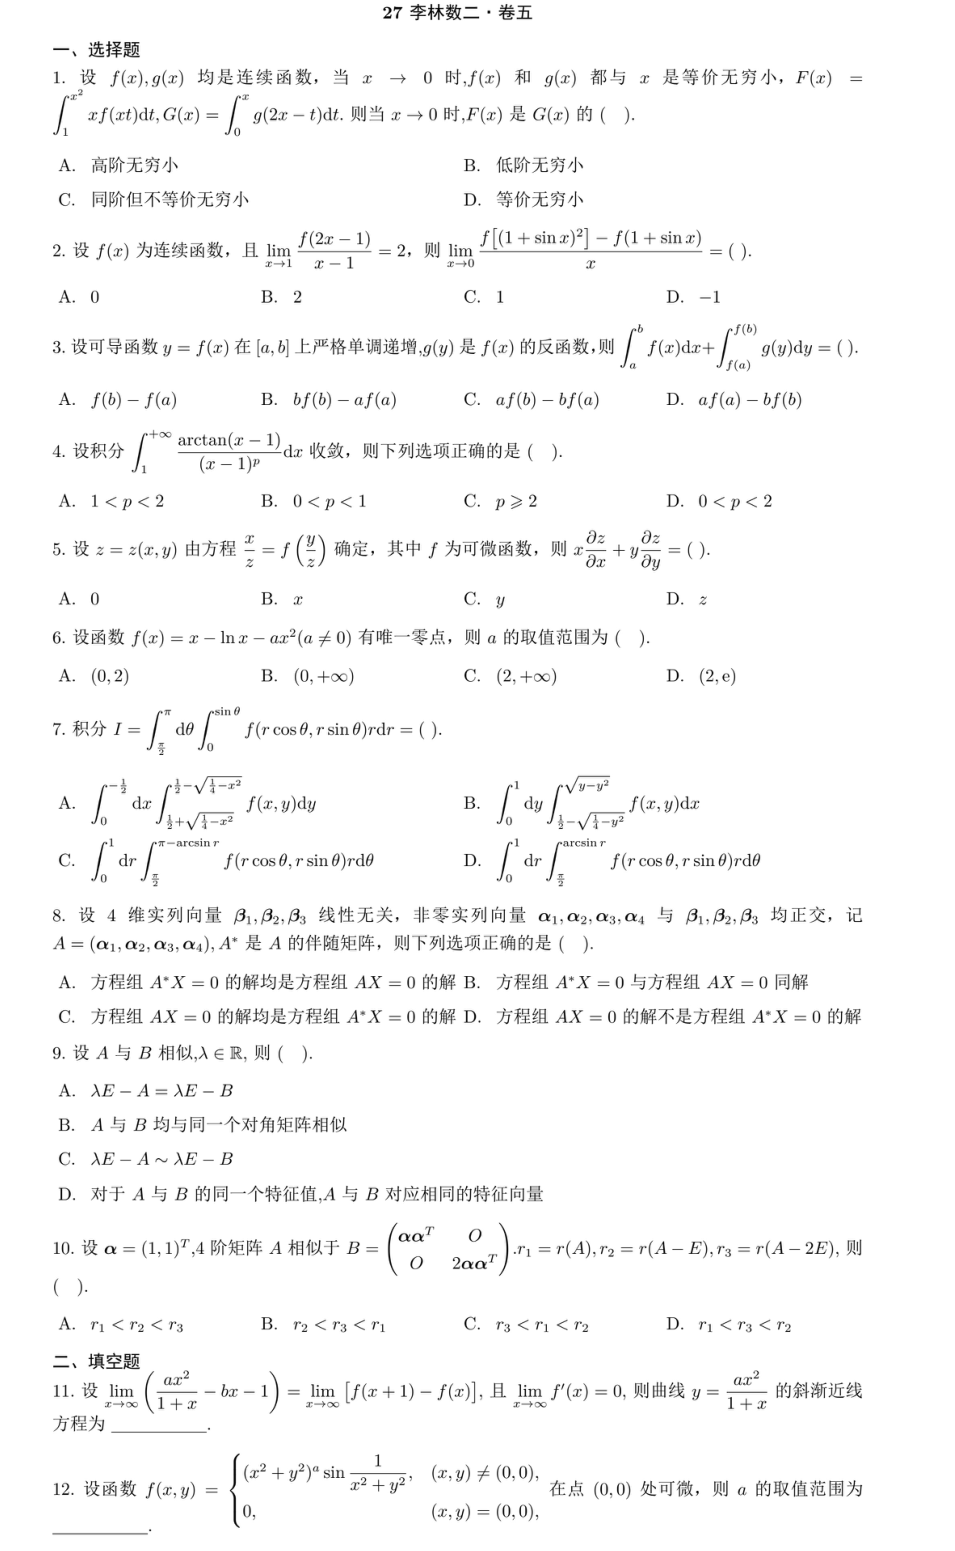 27 李林数二 · 卷五
一、选择题
1. 设 f(x), g(x) 均是连续函数，当 x → 0 时,f(x) 和 g(x) 都与 x 是等价无穷小，F(x) =
∫_1^{x^2} xf(xt)dt, G(x) = ∫_0^x g(2x − t)dt. 则当 x → 0 时,F(x) 是 G(x) 的 ( ).
A. 高阶无穷小 B. 低阶无穷小
C. 同阶但不等价无穷小 D. 等价无穷小
2. 设 f(x) 为连续函数，且 lim_{x→1} f(2x − 1)/(x − 1) = 2，则 lim_{x→0} (f[(1 + sin x)^2] − f(1 + sin x))/x = ( ).
A. 0 B. 2 C. 1 D. −1
3. 设可导函数 y = f(x) 在 [a, b] 上严格单调递增,g(y) 是 f(x) 的反函数,则 ∫_a^b f(x)dx+∫_{f(a)}^{f(b)} g(y)dy = ( ).
A. f(b) − f(a) B. bf(b) − af(a) C. af(b) − bf(a) D. af(a) − bf(b)
4. 设积分 ∫_1^{+∞} arctan(x − 1)/(x − 1)^p dx 收敛，则下列选项正确的是 ( ).
A. 1 < p < 2 B. 0 < p < 1 C. p ⩾ 2 D. 0 < p < 2
5. 设 z = z(x, y) 由方程 x/z = f(y/z) 确定，其中 f 为可微函数，则 x ∂z/∂x + y ∂z/∂y = ( ).
A. 0 B. x C. y D. z
6. 设函数 f(x) = x − ln x − ax^2(a ≠ 0) 有唯一零点，则 a 的取值范围为 ( ).
A. (0, 2) B. (0, +∞) C. (2, +∞) D. (2, e)
7. 积分 I = ∫_{π/2}^π dθ ∫_0^{sin θ} f(r cos θ, r sin θ)rdr = ( ).
A. ∫_0^{−1/2} dx ∫_{1/2+√(1/4−x^2)}^{1/2−√(1/4−x^2)} f(x, y)dy B. ∫_0^1 dy ∫_{1/2−√(1/4−y^2)}^{√(y−y^2)} f(x, y)dx
C. ∫_0^1 dr ∫_{π/2}^{π−arcsin r} f(r cos θ, r sin θ)rdθ D. ∫_0^1 dr ∫_{π/2}^{arcsin r} f(r cos θ, r sin θ)rdθ
8. 设 4 维实列向量 β₁, β₂, β₃ 线性无关，非零实列向量 α₁, α₂, α₃, α₄ 与 β₁, β₂, β₃ 均正交，记
A = (α₁, α₂, α₃, α₄), A* 是 A 的伴随矩阵，则下列选项正确的是 ( ).
A. 方程组 A*X = 0 的解均是方程组 AX = 0 的解 B. 方程组 A*X = 0 与方程组 AX = 0 同解
C. 方程组 AX = 0 的解均是方程组 A*X = 0 的解 D. 方程组 AX = 0 的解不是方程组 A*X = 0 的解
9. 设 A 与 B 相似,λ ∈ ℝ, 则 ( ).
A. λE − A = λE − B
B. A 与 B 均与同一个对角矩阵相似
C. λE − A ∼ λE − B
D. 对于 A 与 B 的同一个特征值,A 与 B 对应相同的特征向量
10. 设 α = (1, 1)^T,4 阶矩阵 A 相似于 B = (αα^T O; O 2αα^T).r₁ = r(A), r₂ = r(A − E), r₃ = r(A − 2E), 则
( ).
A. r₁ < r₂ < r₃ B. r₂ < r₃ < r₁ C. r₃ < r₁ < r₂ D. r₁ < r₃ < r₂
二、填空题
11. 设 lim_{x→∞} (ax^2/(1 + x) − bx − 1) = lim_{x→∞} [f(x + 1) − f(x)], 且 lim_{x→∞} f′(x) = 0, 则曲线 y = ax^2/(1 + x) 的斜渐近线
方程为 ____________.
12. 设函数 f(x, y) = {(x^2 + y^2)^a sin 1/(x^2 + y^2), (x, y) ≠ (0, 0), 0, (x, y) = (0, 0), 在点 (0, 0) 处可微，则 a 的取值范围为
____________.